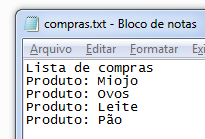 compras.txt - Bloco de notas
Arquivo Editar Formatar
Lista de compras
Produto: Miojo
Produto: Ovos
Produto: Leite
Produto: Pão